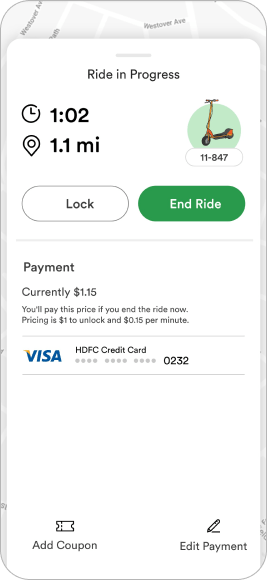 Westover Ave
Westover Ave
Ride in Progress
1:02
1.1 mi
11-847
Lock
End Ride
Payment
Currently $1.15
You'll pay this price if you end the ride now.
Pricing is $1 to unlock and $0.15 per minute.
VISA
HDFC Credit Card
•••• •••• •••• 0232
Add Coupon
Edit Payment